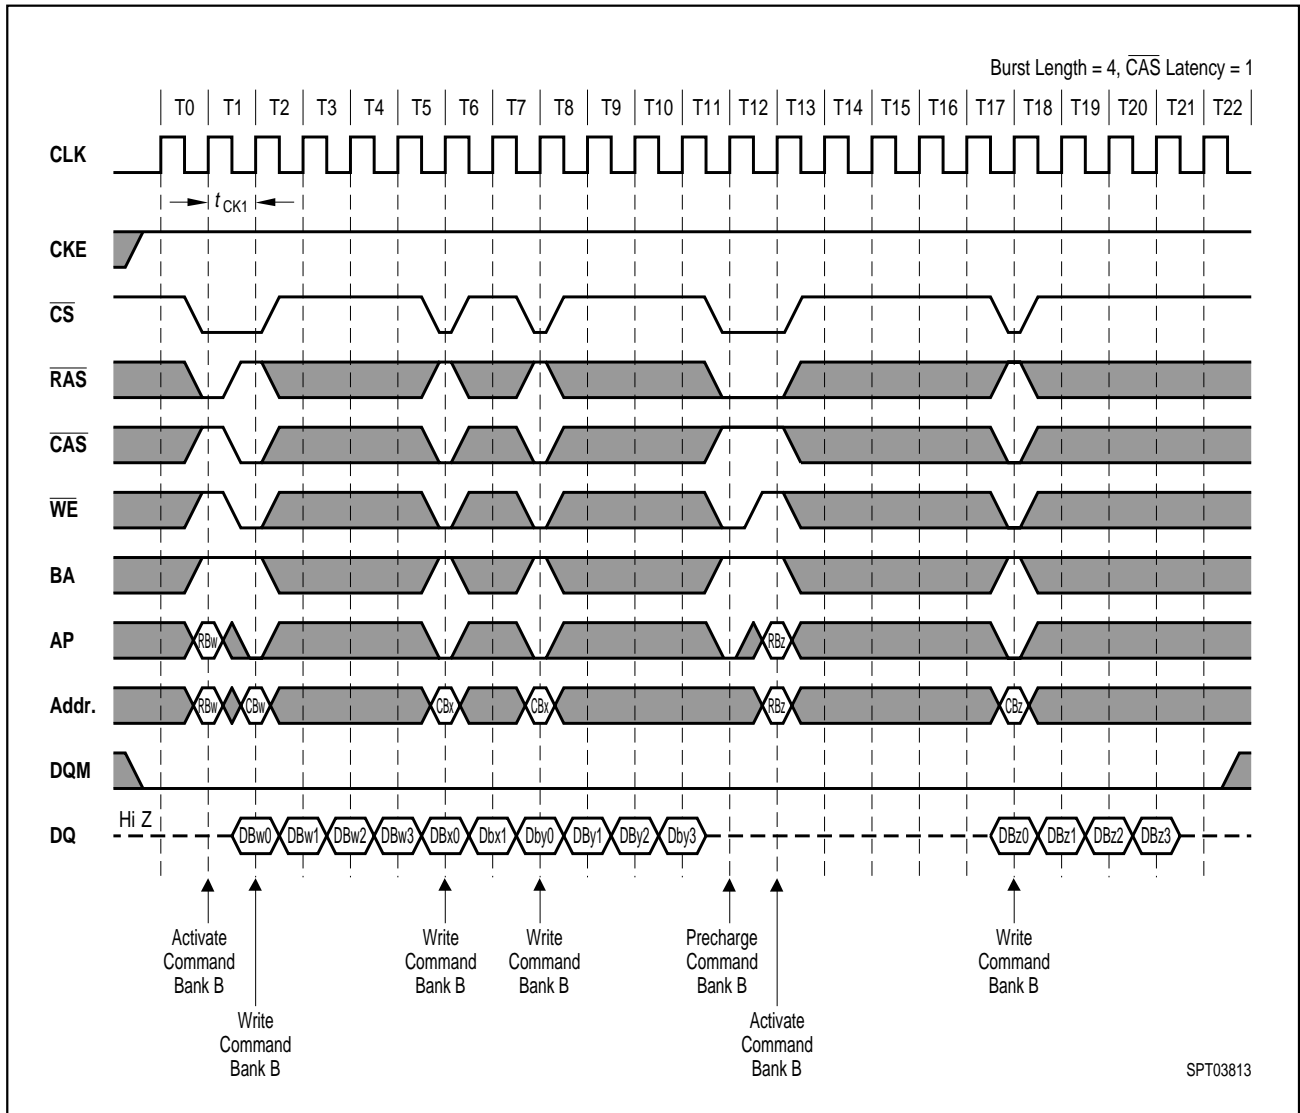 Burst Length = 4, CAS Latency = 1
T0 T1 T2 T3 T4 T5 T6 T7 T8 T9 T10 T11 T12 T13 T14 T15 T16 T17 T18 T19 T20 T21 T22
CLK
t CK1
CKE
CS
RAS
CAS
WE
BA
AP RBw RBz
Addr. RBw CBw CBx CBx RBz CBz
DQM
Hi Z
DQ DBw0 DBw1 DBw2 DBw3 DBx0 Dbx1 Dby0 DBy1 DBy2 Dby3 DBz0 DBz1 DBz2 DBz3
Activate Write Write Precharge Write
Command Command Command Command Command
Bank B Bank B Bank B Bank B Bank B
Write Activate
Command Command
Bank B Bank B
SPT03813